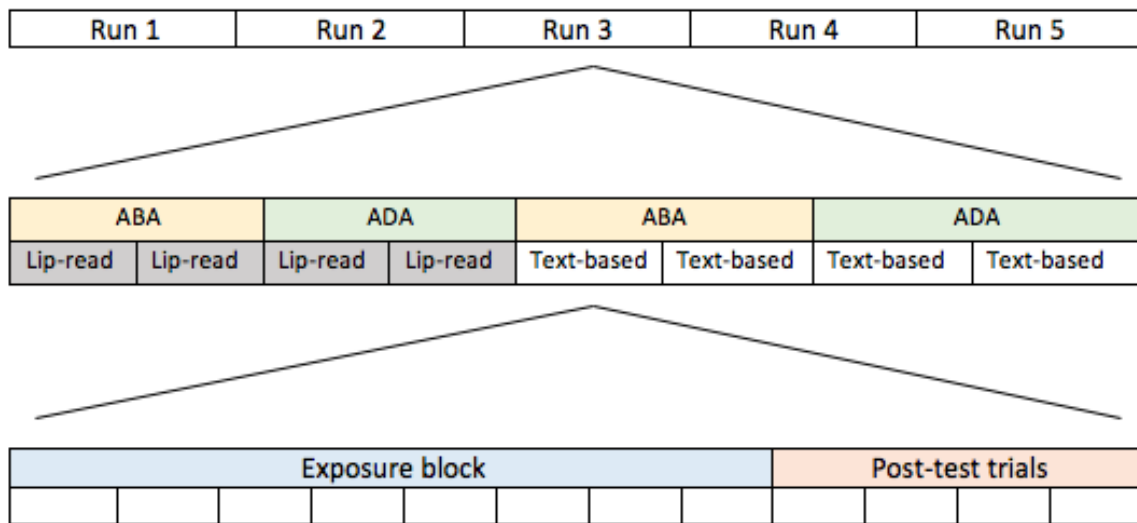 Run 1 Run 2 Run 3 Run 4 Run 5
ABA ADA ABA ADA
Lip-read Lip-read Lip-read Lip-read Text-based Text-based Text-based Text-based
Exposure block Post-test trials